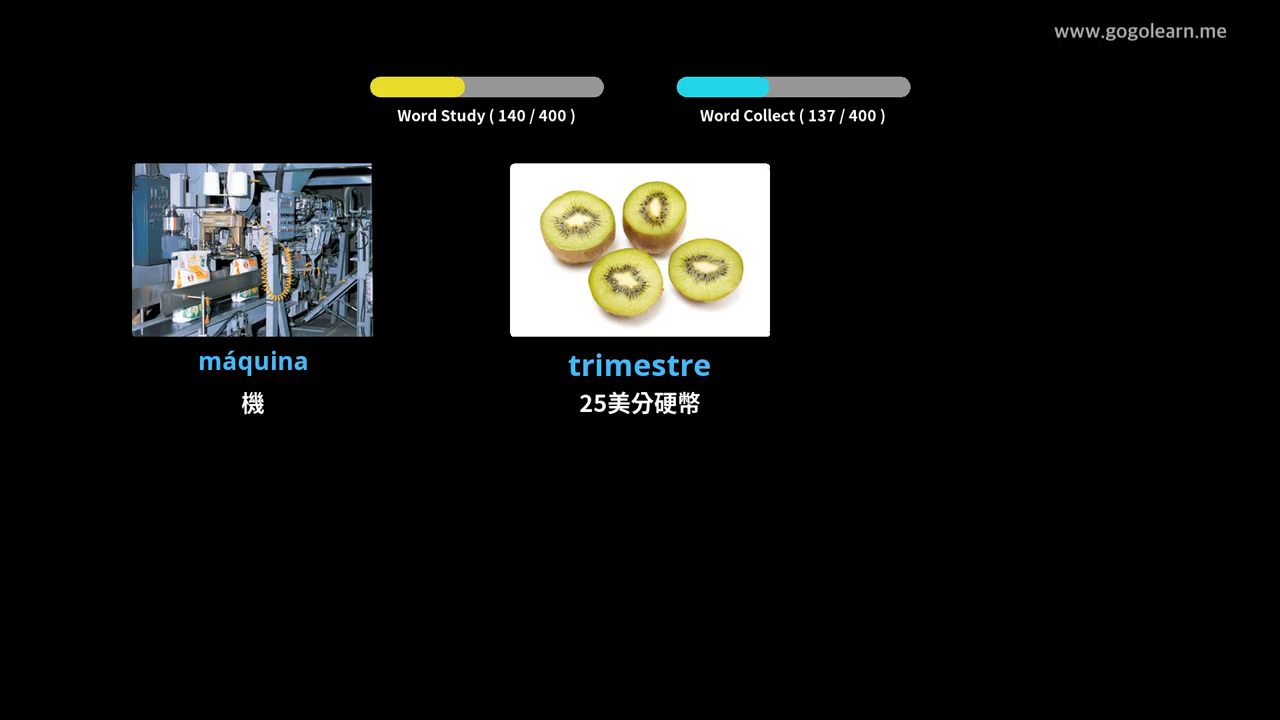 www.gogolearn.me
Word Study ( 140 / 400 )
Word Collect ( 137 / 400 )
máquina
機
trimestre
25美分硬幣